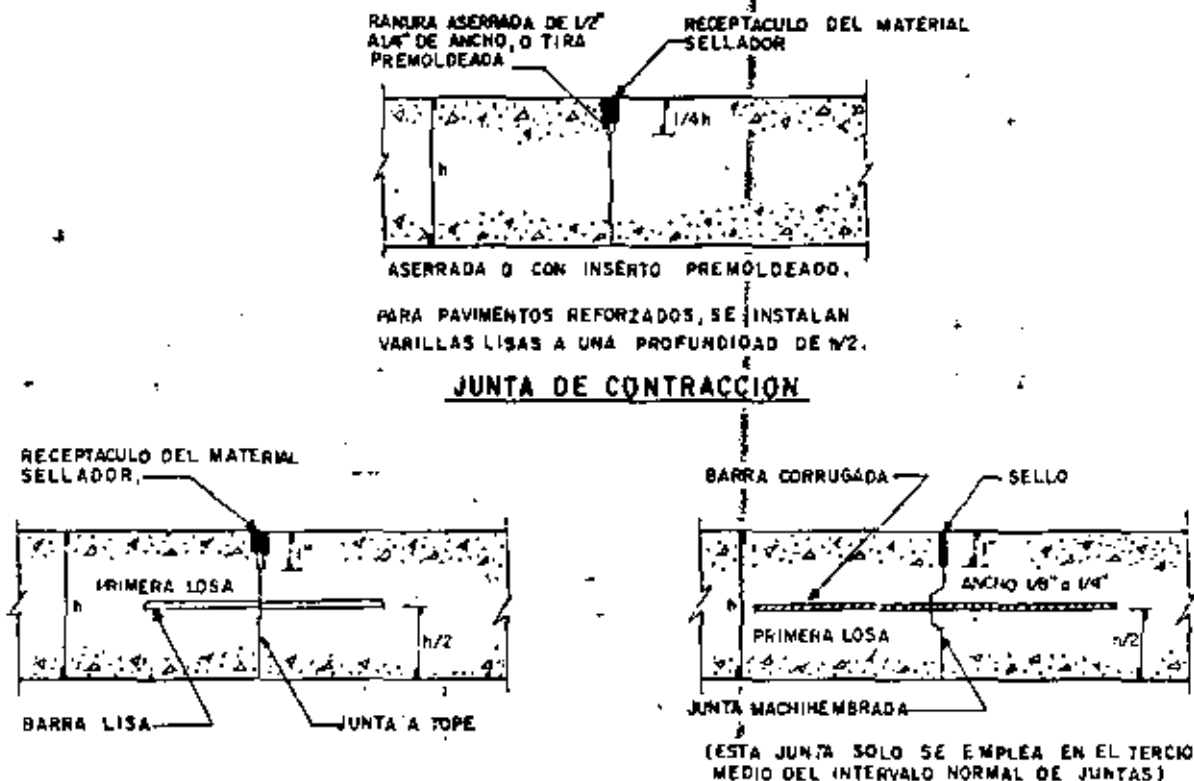 RANURA ASERRADA DE 1/2"
A 1/4" DE ANCHO, O TIRA
PREMOLDEADA
RECEPTACULO DEL MATERIAL
SELLADOR
1/4h
h
ASERRADA O CON INSERTO PREMOLDEADO.
PARA PAVIMENTOS REFORZADOS, SE INSTALAN
VARILLAS LISAS A UNA PROFUNDIDAD DE h/2.
JUNTA DE CONTRACCION
RECEPTACULO DEL MATERIAL
SELLADOR,
1"
PRIMERA LOSA
h
h/2
BARRA LISA
JUNTA A TOPE
BARRA CORRUGADA
SELLO
1"
ANCHO 1/8" a 1/4"
h
PRIMERA LOSA
h/2
JUNTA MACHIHEMBRADA
(ESTA JUNTA SOLO SE EMPLEA EN EL TERCIO
MEDIO DEL INTERVALO NORMAL DE JUNTAS)